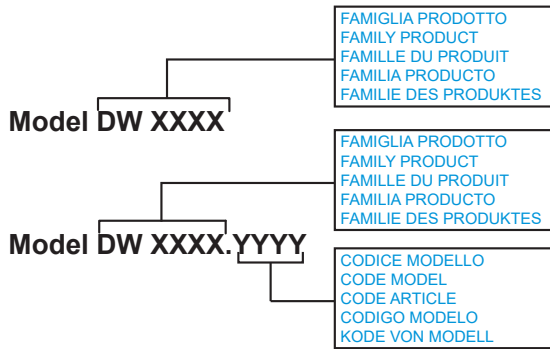 FAMIGLIA PRODOTTO
FAMILY PRODUCT
FAMILLE DU PRODUIT
FAMILIA PRODUCTO
FAMILIE DES PRODUKTES
Model DW XXXX
FAMIGLIA PRODOTTO
FAMILY PRODUCT
FAMILLE DU PRODUIT
FAMILIA PRODUCTO
FAMILIE DES PRODUKTES
Model DW XXXX.YYYY
CODICE MODELLO
CODE MODEL
CODE ARTICLE
CODIGO MODELO
KODE VON MODELL